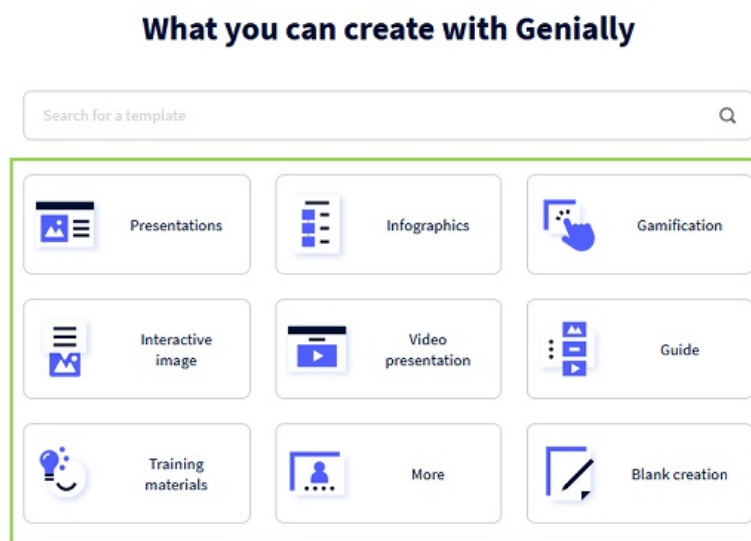 What you can create with Genially
Search for a template
Presentations
Infographics
Gamification
Interactive
image
Video
presentation
Guide
Training
materials
More
Blank creation